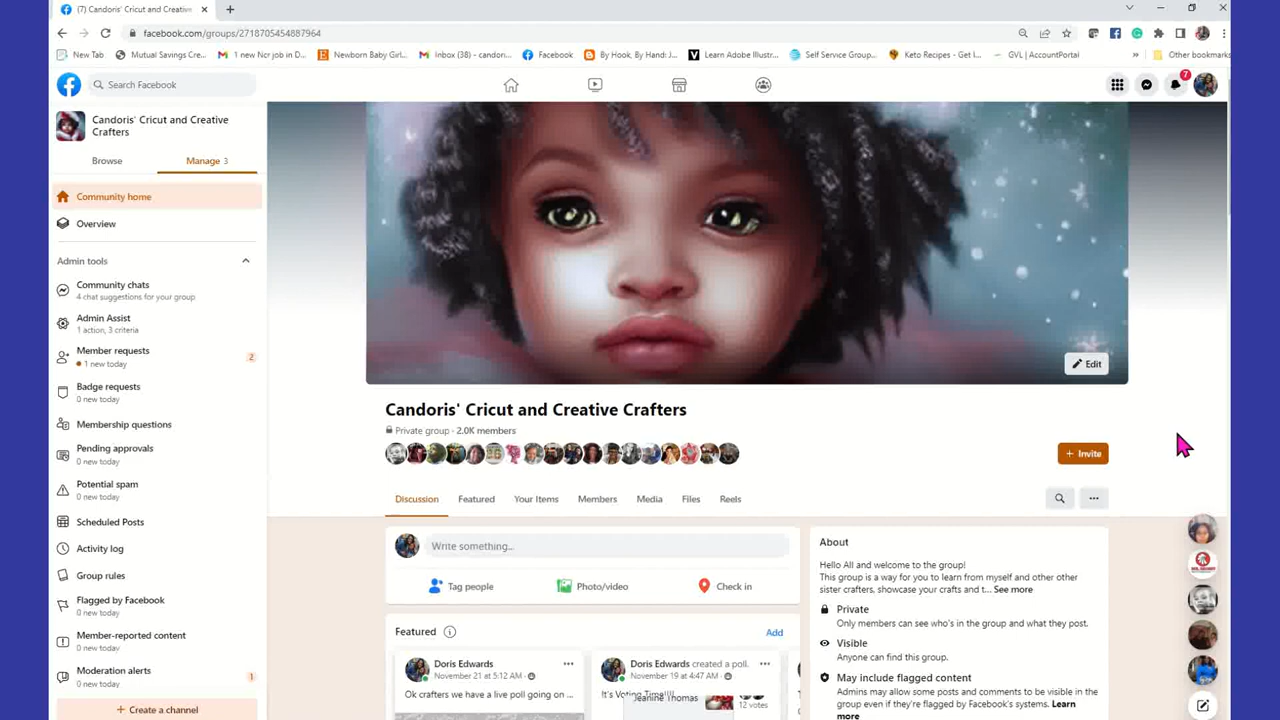 (7) Candoris' Cricut and Creative
facebook.com/groups/2718705454887964
New Tab
Mutual Savings Cre...
1 new Ncr job in D...
Newborn Baby Girl...
Inbox (38) - candon...
Facebook
By Hook, By Hand: J...
Learn Adobe Illustr...
Self Service Group...
Keto Recipes - Get I...
GVL | AccountPortal
»
Other bookmarks
Search Facebook
7
Candoris' Cricut and Creative
Crafters
Browse
Manage 3
Community home
Overview
Admin tools
Community chats
4 chat suggestions for your group
Admin Assist
1 action, 3 criteria
Member requests
1 new today
2
Badge requests
0 new today
Membership questions
Pending approvals
0 new today
Potential spam
0 new today
Scheduled Posts
Activity log
Group rules
Flagged by Facebook
0 new today
Member-reported content
0 new today
Moderation alerts
0 new today
1
+ Create a channel
Edit
Candoris' Cricut and Creative Crafters
Private group · 2.0K members
+ Invite
Discussion
Featured
Your Items
Members
Media
Files
Reels
Write something...
Tag people
Photo/video
Check in
Featured
Add
Doris Edwards
November 21 at 5:12 AM ·
Ok crafters we have a live poll going on ...
Doris Edwards created a poll.
November 19 at 4:47 AM ·
It's Voting Time!!!!
Jeanine Thomas
12 votes
About
Hello All and welcome to the group!
This group is a way for you to learn from myself and other other
sister crafters, showcase your crafts and t... See more
Private
Only members can see who's in the group and what they post.
Visible
Anyone can find this group.
May include flagged content
Admins may allow some posts and comments to be visible in the
group even if they're flagged by Facebook's systems. Learn
more